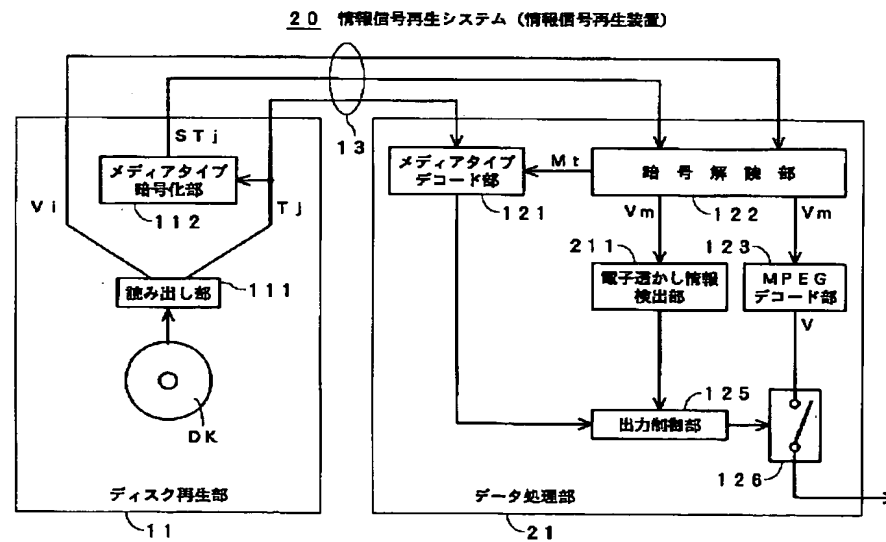 20 情報信号再生システム（情報信号再生装置）
13
STj
メディアタイプ
暗号化部
112
Vi
Tj
読み出し部
111
DK
ディスク再生部
11
メディアタイプ
デコード部
121
Mt
暗号解読部
122
Vm
Vm
211
電子透かし情報
検出部
123
MPEG
デコード部
V
125
出力制御部
126
データ処理部
21